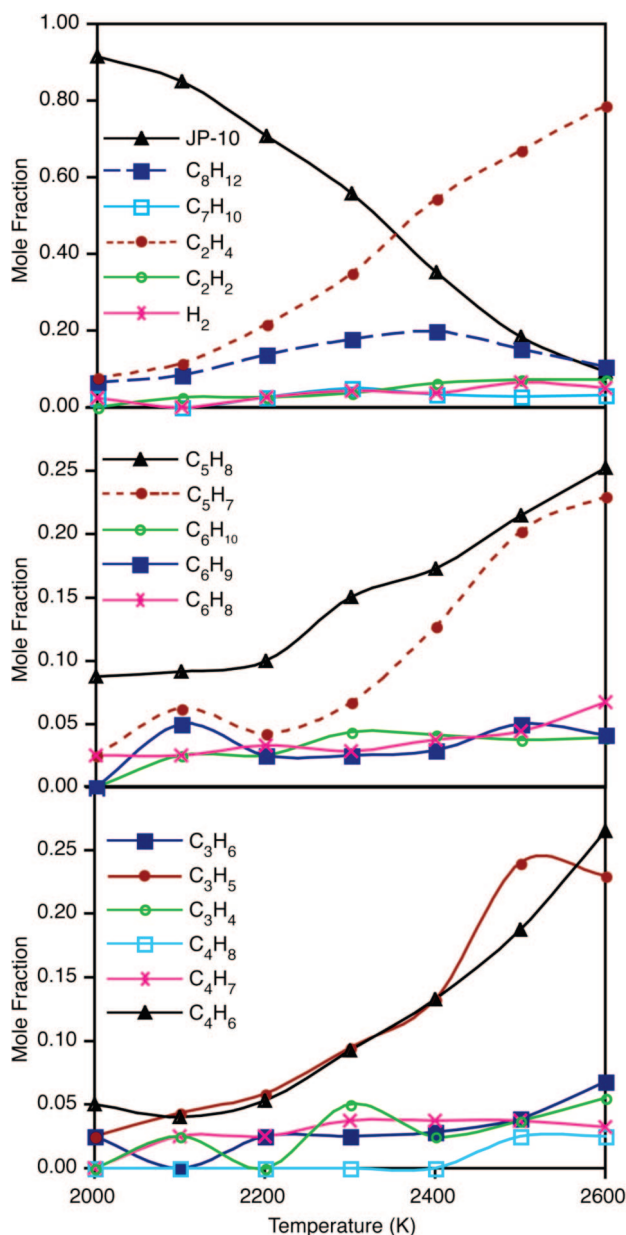 1.00
0.80
0.60
0.40
0.20
0.00
Mole Fraction
JP-10
C8H12
C7H10
C2H4
C2H2
H2
0.25
0.20
0.15
0.10
0.05
0.00
Mole Fraction
C5H8
C5H7
C6H10
C6H9
C6H8
0.25
0.20
0.15
0.10
0.05
0.00
Mole Fraction
C3H6
C3H5
C3H4
C4H8
C4H7
C4H6
2000 2200 2400 2600
Temperature (K)